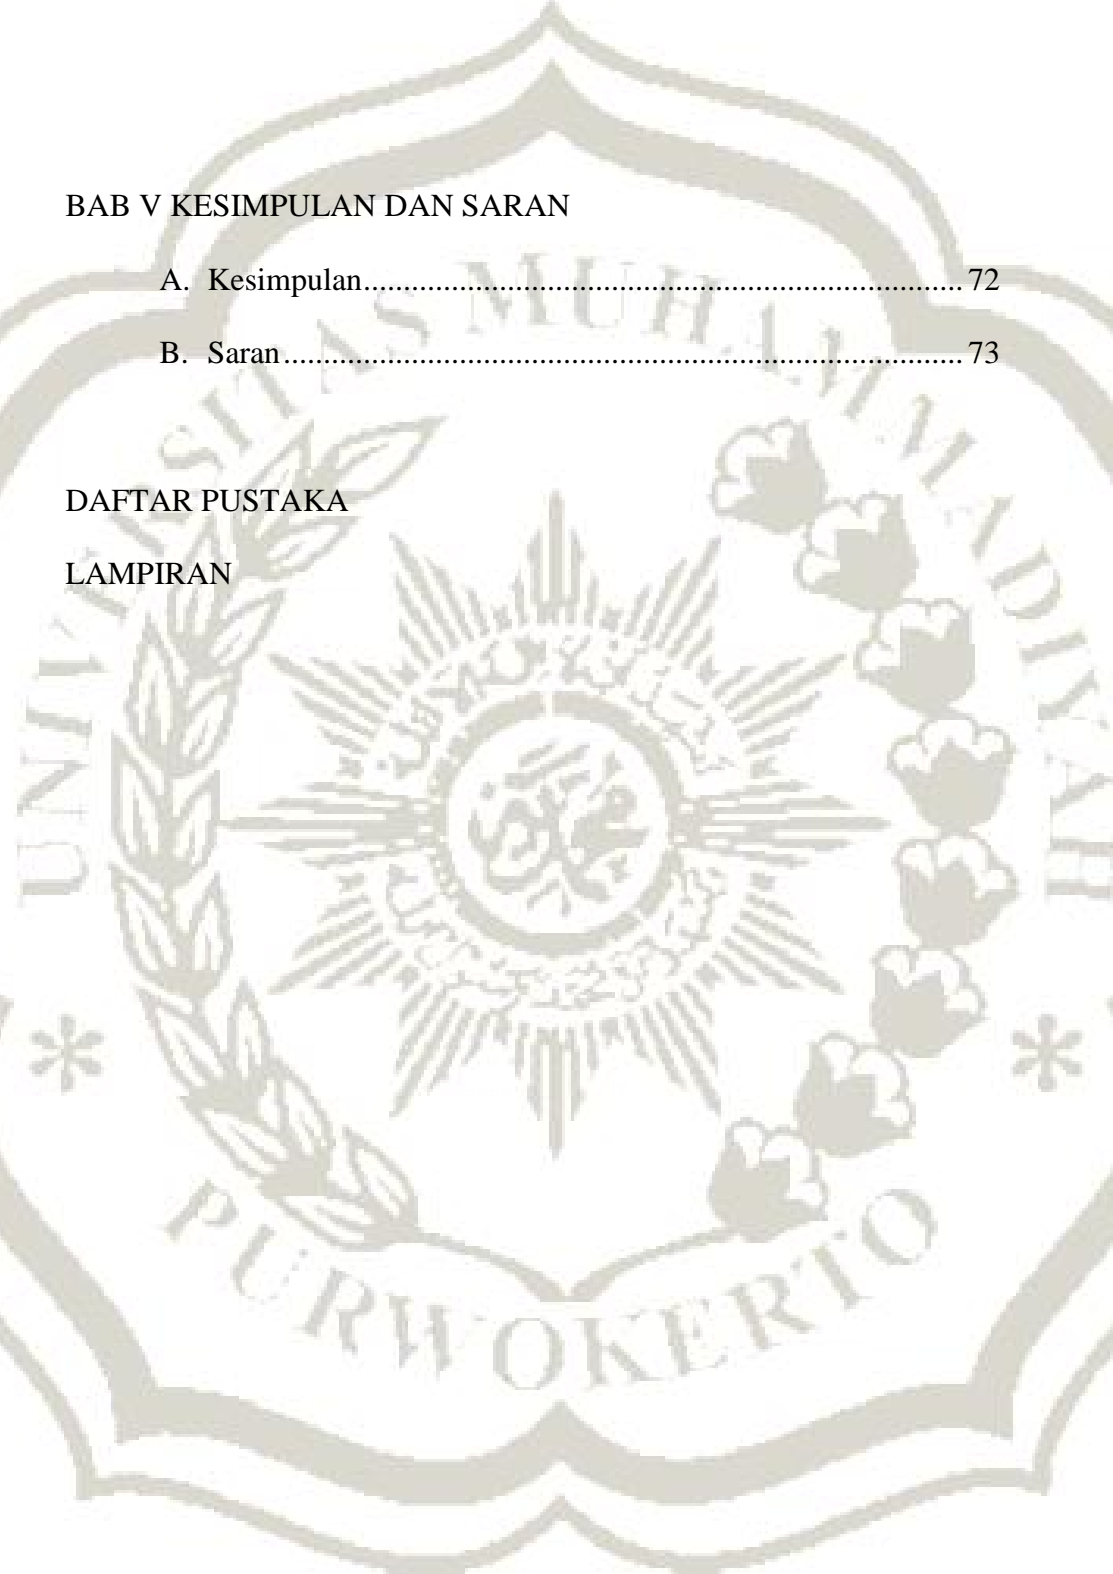 BAB V KESIMPULAN DAN SARAN
A. Kesimpulan.......................................................................... 72
B. Saran.................................................................................... 73
DAFTAR PUSTAKA
LAMPIRAN
UNIVERSITAS MUHAMMADIYAH
* PURWOKERTO *